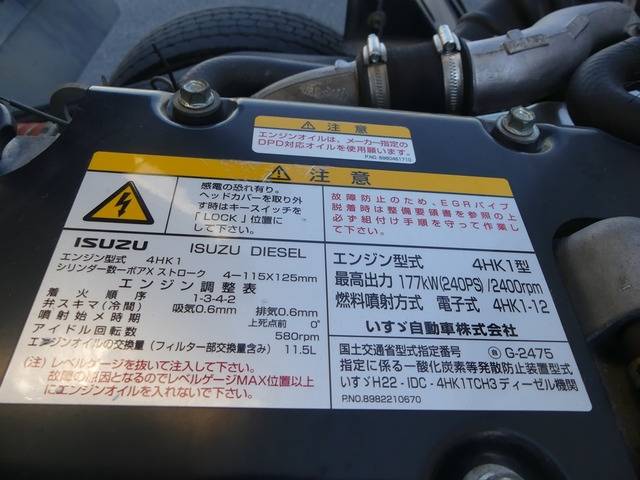 注意
エンジンオイルは、メーカー指定の
DPD対応オイルを使用願います。
P.NO. 8980461710
注意
感電の恐れ有り。
ヘッドカバーを取り外
す時はキースイッチを
「LOCK」位置に
して下さい。
故障防止のため、EGRパイプ
脱着時は整備要領書を参照の上
必ず組付け手順を守って作業し
て下さい。
ISUZU ISUZU DIESEL
エンジン型式 4HK1
シリンダ数ーボアXストローク 4-115X125mm
エンジン調整表
着火順序 1-3-4-2
弁スキマ(冷間) 吸気0.6mm 排気0.6mm
噴射始メ時期 上死点前 0°
アイドル回転数 580rpm
エンジンオイルの交換量(フィルター部交換量含み) 11.5L
(注)レベルゲージを抜いて注入して下さい。
故障の原因となるのでレベルゲージMAX位置以上
にエンジンオイルを入れないで下さい。
エンジン型式 4HK1型
最高出力 177kW(240PS)/2400rpm
燃料噴射方式 電子式 4HK1-12
いすゞ自動車株式会社
国土交通省型式指定番号 G-2475
指定に係る一酸化炭素等発散防止装置型式
いすゞH22-IDC-4HK1TCH3ディーゼル機関
P.NO.8982210670